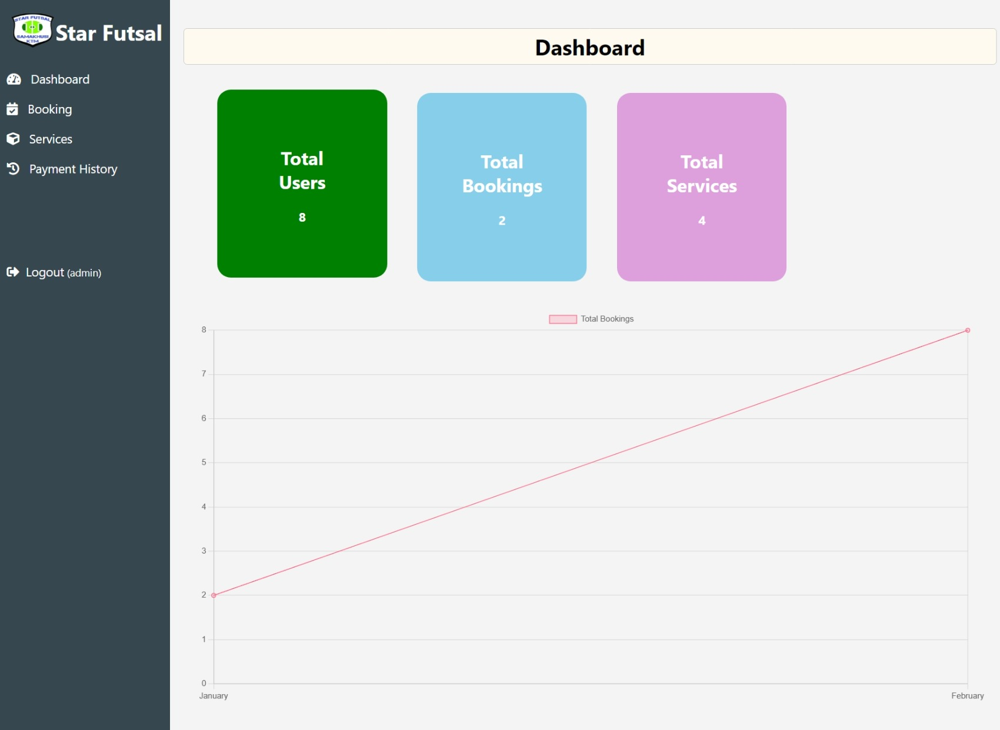 STAR FUTSAL
SAMAKHUSI
KTM
Star Futsal
Dashboard
Booking
Services
Payment History
Logout (admin)
Dashboard
Total
Users
8
Total
Bookings
2
Total
Services
4
Total Bookings
8
7
6
5
4
3
2
1
0
January
February